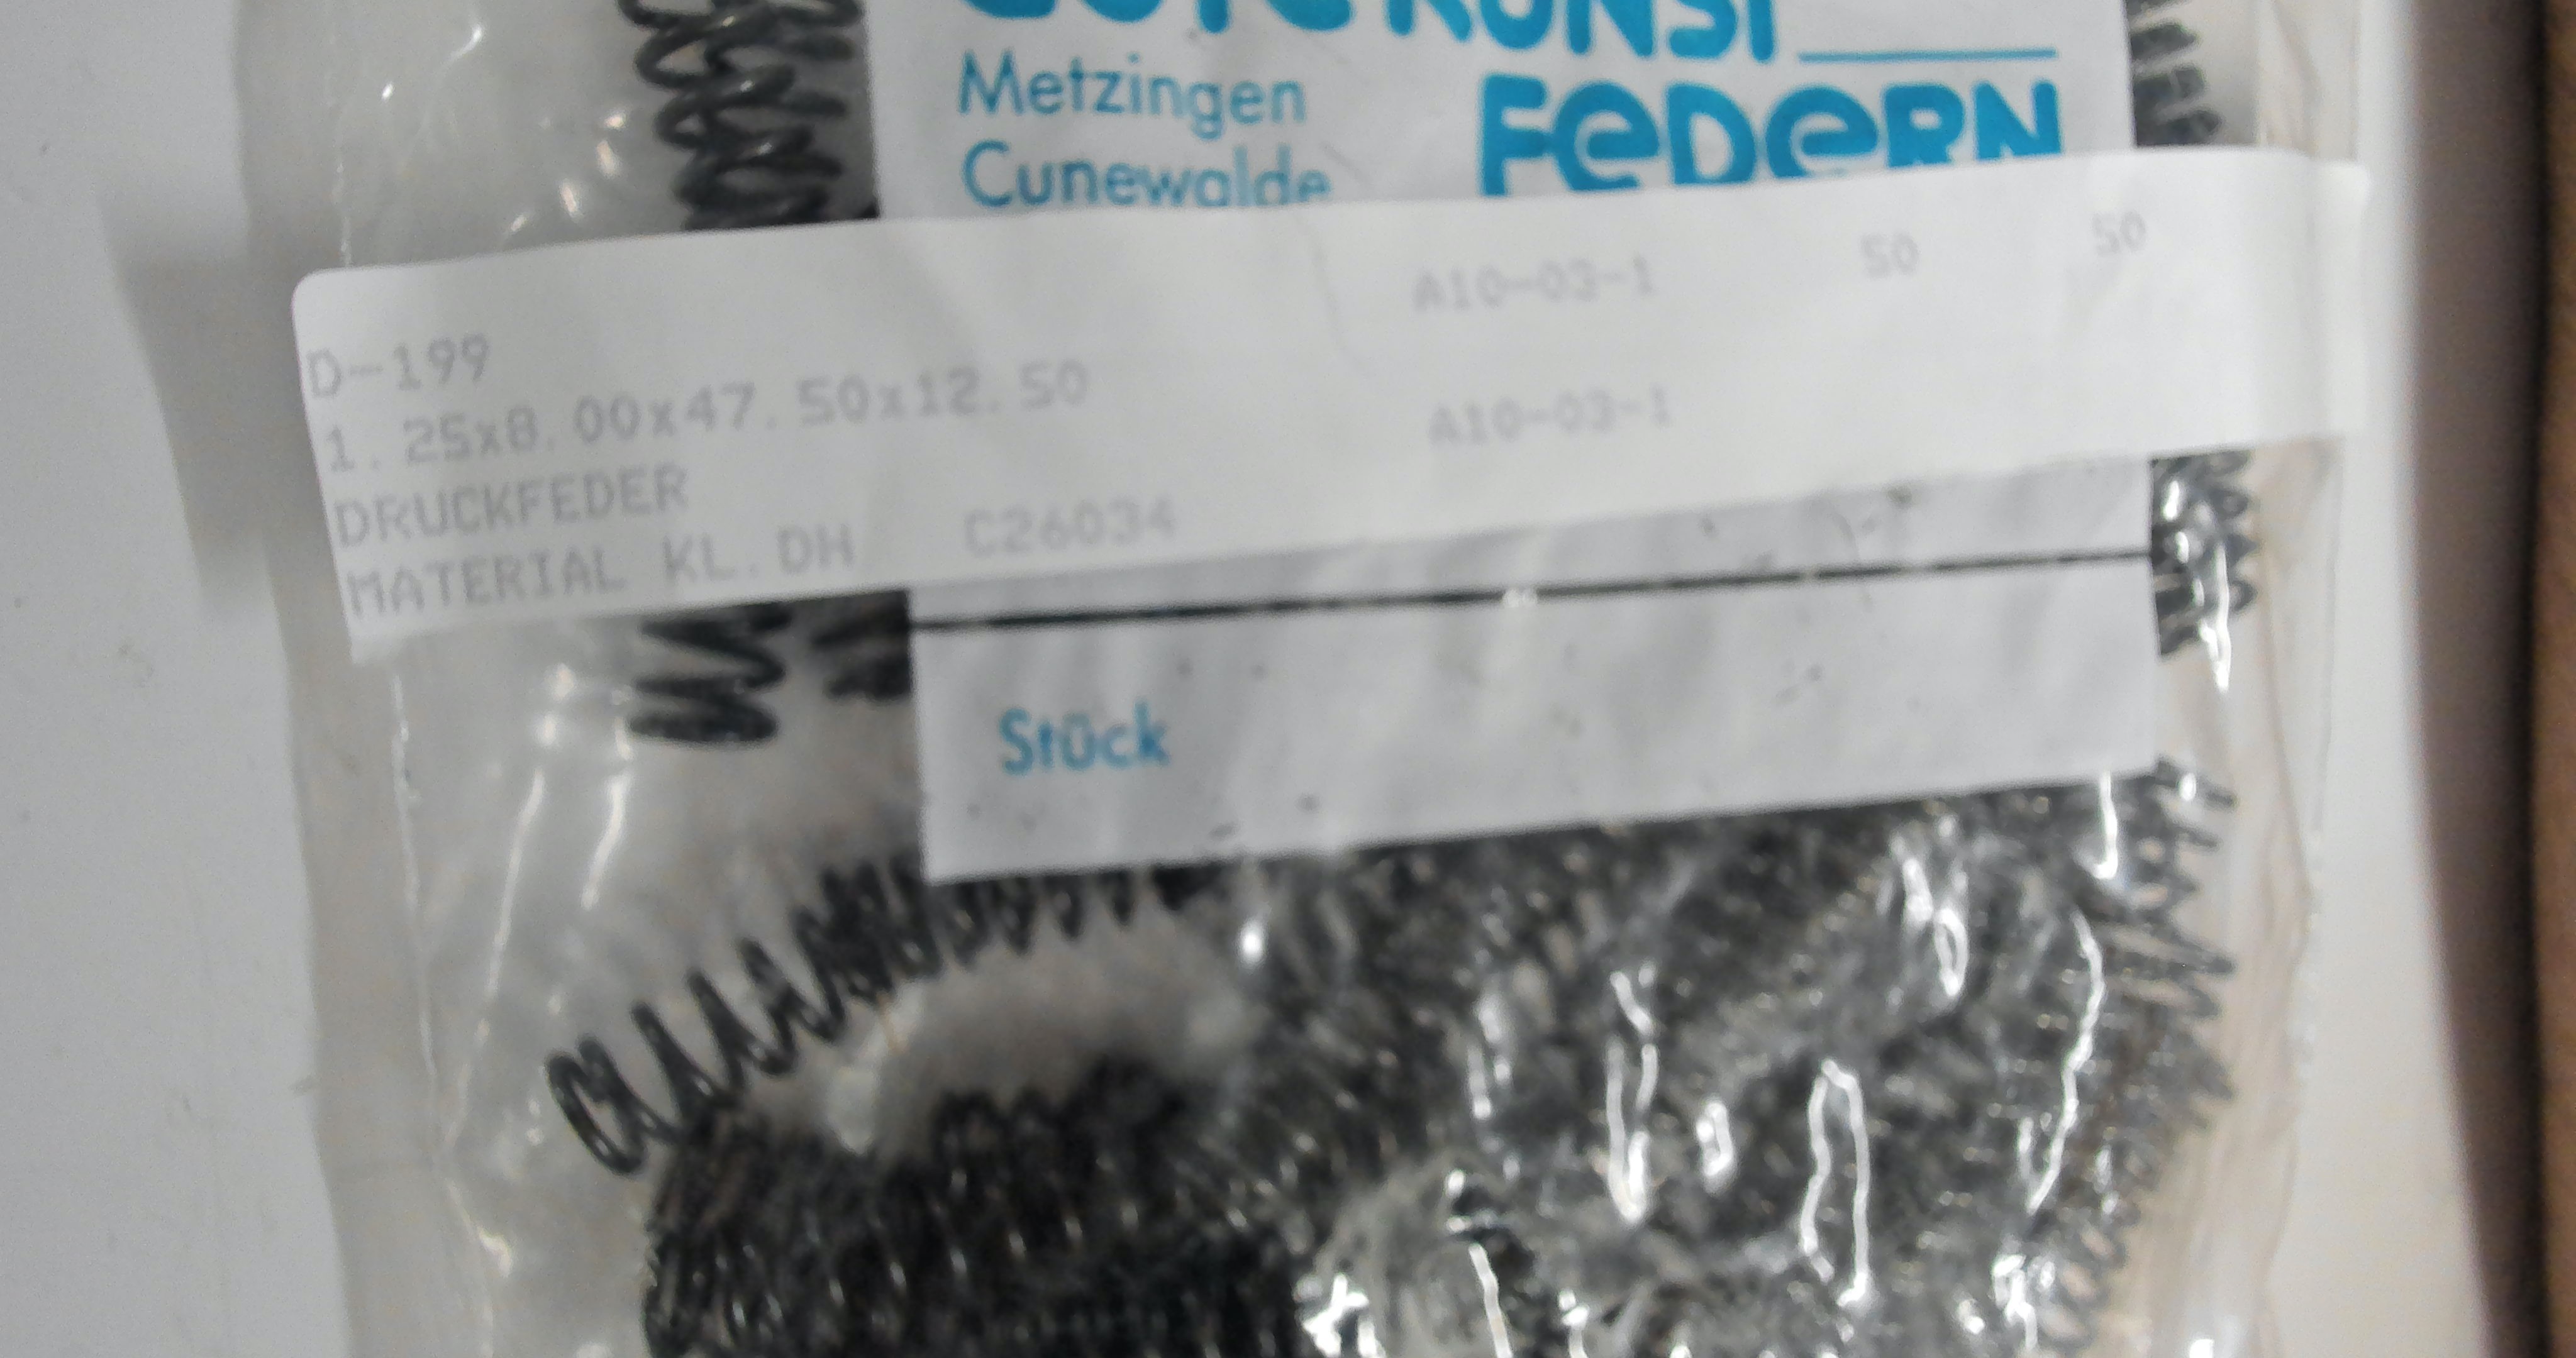 GUTEKUNST
Metzingen
FEDERN
Cunewalde
A10-03-1 50 50
D-199
1.25x8.00x47.50x12.50
A10-03-1
DRUCKFEDER
MATERIAL KL.DH C26034
Stück